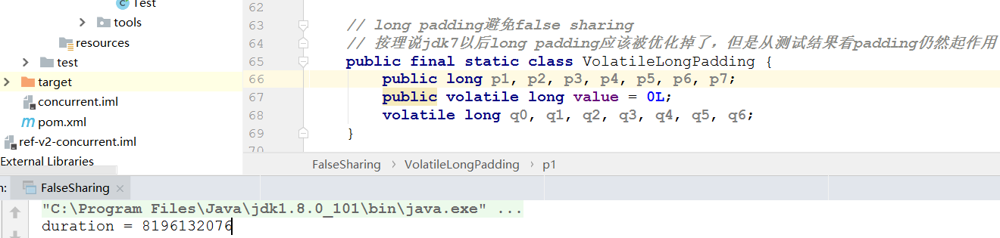 Test
tools
resources
test
target
concurrent.iml
pom.xml
ref-v2-concurrent.iml
External Libraries
62
63 // long padding避免false sharing
64 // 按理说jdk7以后long padding应该被优化掉了，但是从测试结果看padding仍然起作用
65 public final static class VolatileLongPadding {
66 public long p1, p2, p3, p4, p5, p6, p7;
67 public volatile long value = 0L;
68 volatile long q0, q1, q2, q3, q4, q5, q6;
69 }
70
FalseSharing › VolatileLongPadding › p1
n: FalseSharing ×
"C:\Program Files\Java\jdk1.8.0_101\bin\java.exe" ...
duration = 8196132076